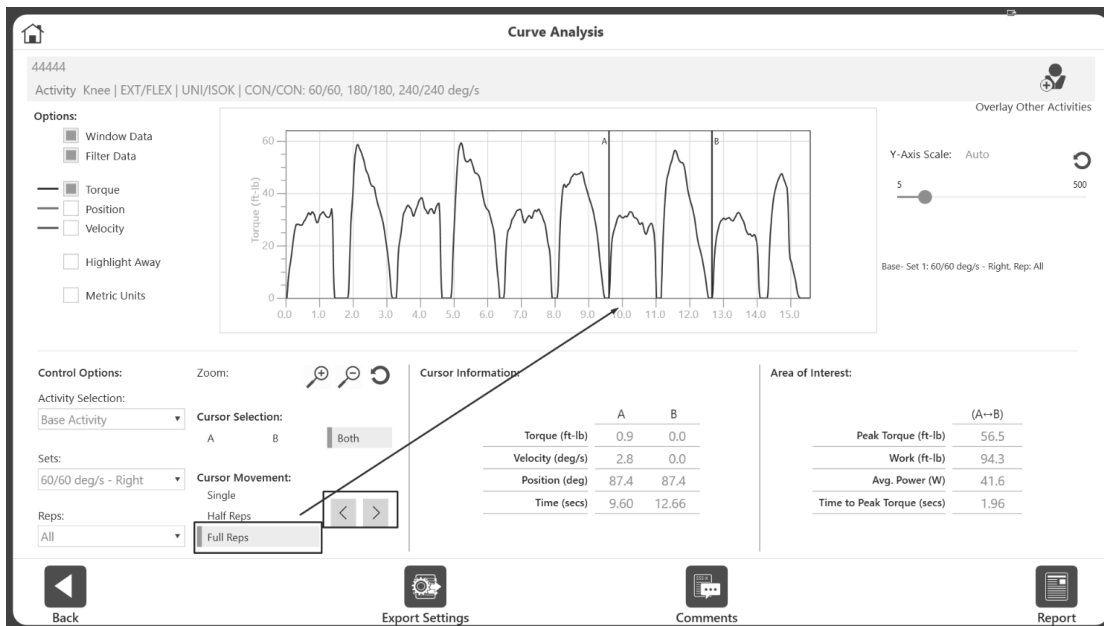 Curve Analysis
44444
Activity Knee | EXT/FLEX | UNI/ISOK | CON/CON: 60/60, 180/180, 240/240 deg/s
Overlay Other Activities
Options:
Window Data
Filter Data
Torque
Position
Velocity
Highlight Away
Metric Units
Torque (ft-lb)
60
40
20
0
A
B
0.0 1.0 2.0 3.0 4.0 5.0 6.0 7.0 8.0 9.0 10.0 11.0 12.0 13.0 14.0 15.0
Y-Axis Scale: Auto
5 500
Base- Set 1: 60/60 deg/s - Right, Rep: All
Control Options:
Activity Selection:
Base Activity
Sets:
60/60 deg/s - Right
Reps:
All
Zoom:
Cursor Selection:
A B Both
Cursor Movement:
Single
Half Reps
Full Reps
< >
Cursor Information:
A B
Torque (ft-lb) 0.9 0.0
Velocity (deg/s) 2.8 0.0
Position (deg) 87.4 87.4
Time (secs) 9.60 12.66
Area of Interest:
(A↔B)
Peak Torque (ft-lb) 56.5
Work (ft-lb) 94.3
Avg. Power (W) 41.6
Time to Peak Torque (secs) 1.96
Back
Export Settings
Comments
Report